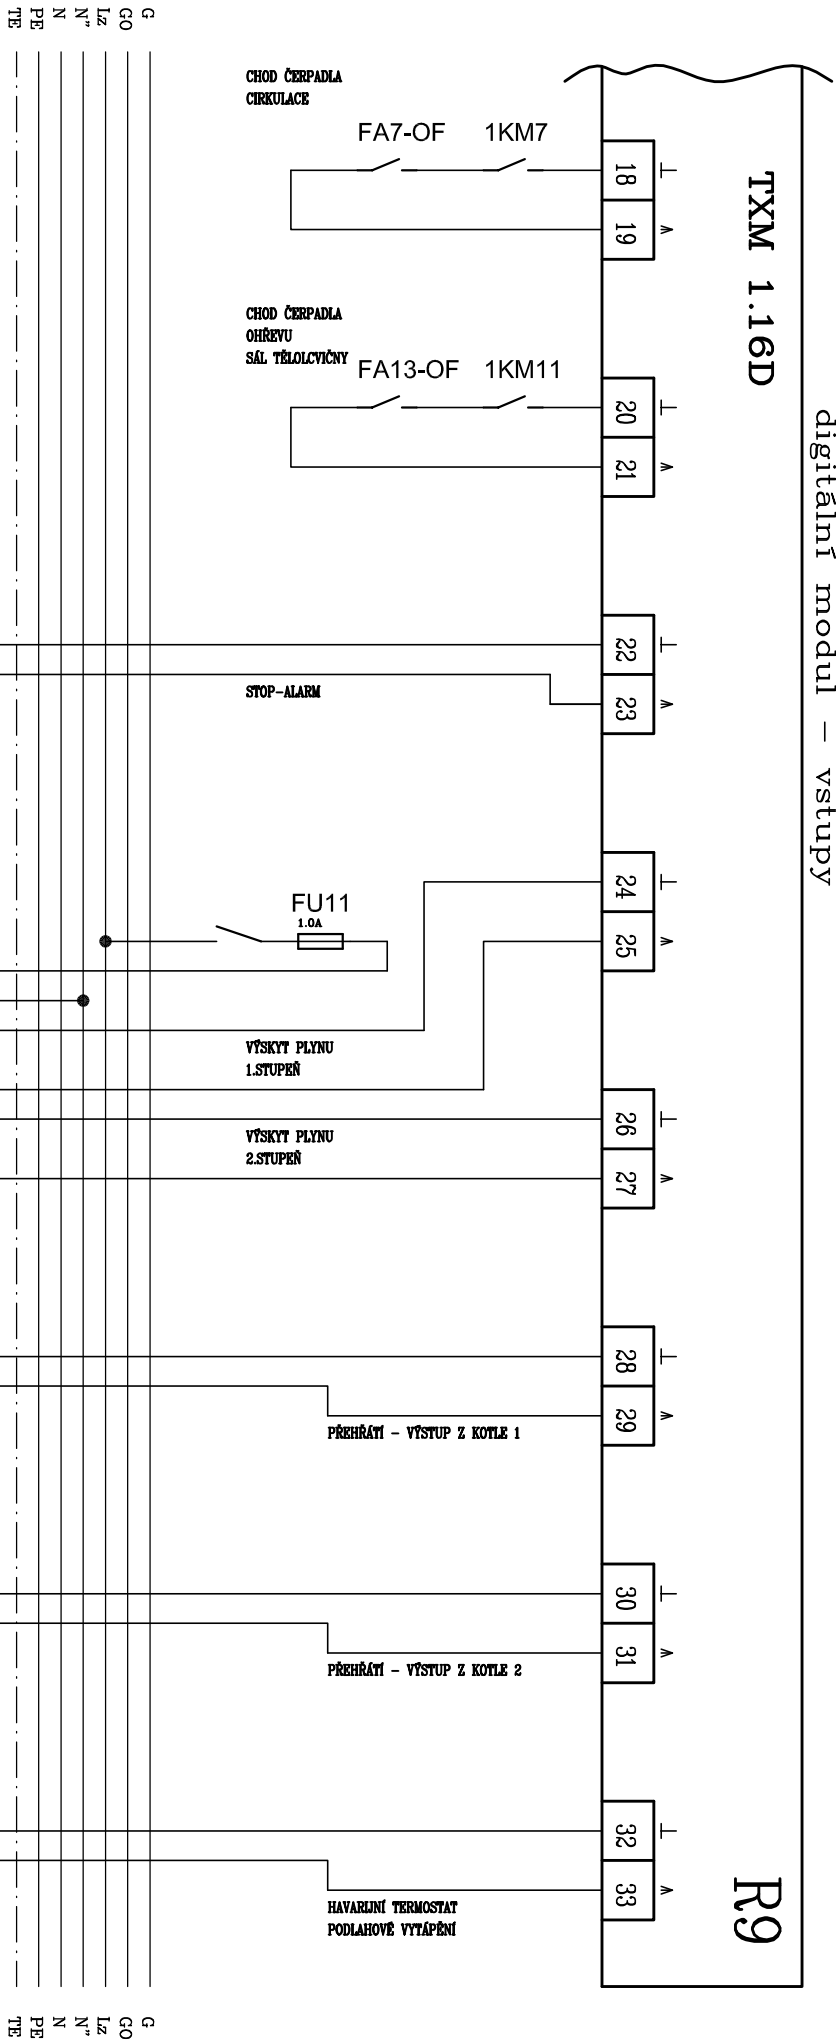 G
GO
Lz
N"
N
PE
TE
digitální modul - vstupy
TXM 1.16D
R9
CHOD ČERPADLA
CIRKULACE
FA7-OF
1KM7
18
19
CHOD ČERPADLA
OHŘEVU
SÁL TĚLOLCVIČNY
FA13-OF
1KM11
20
21
22
23
STOP-ALARM
24
25
FU11
1.0A
VÝSKYT PLYNU
1.STUPEŇ
26
27
VÝSKYT PLYNU
2.STUPEŇ
28
29
PŘEHŘÁTÍ - VÝSTUP Z KOTLE 1
30
31
PŘEHŘÁTÍ - VÝSTUP Z KOTLE 2
32
33
HAVARIJNÍ TERMOSTAT
PODLAHOVÉ VYTÁPĚNÍ
G
GO
Lz
N"
N
PE
TE